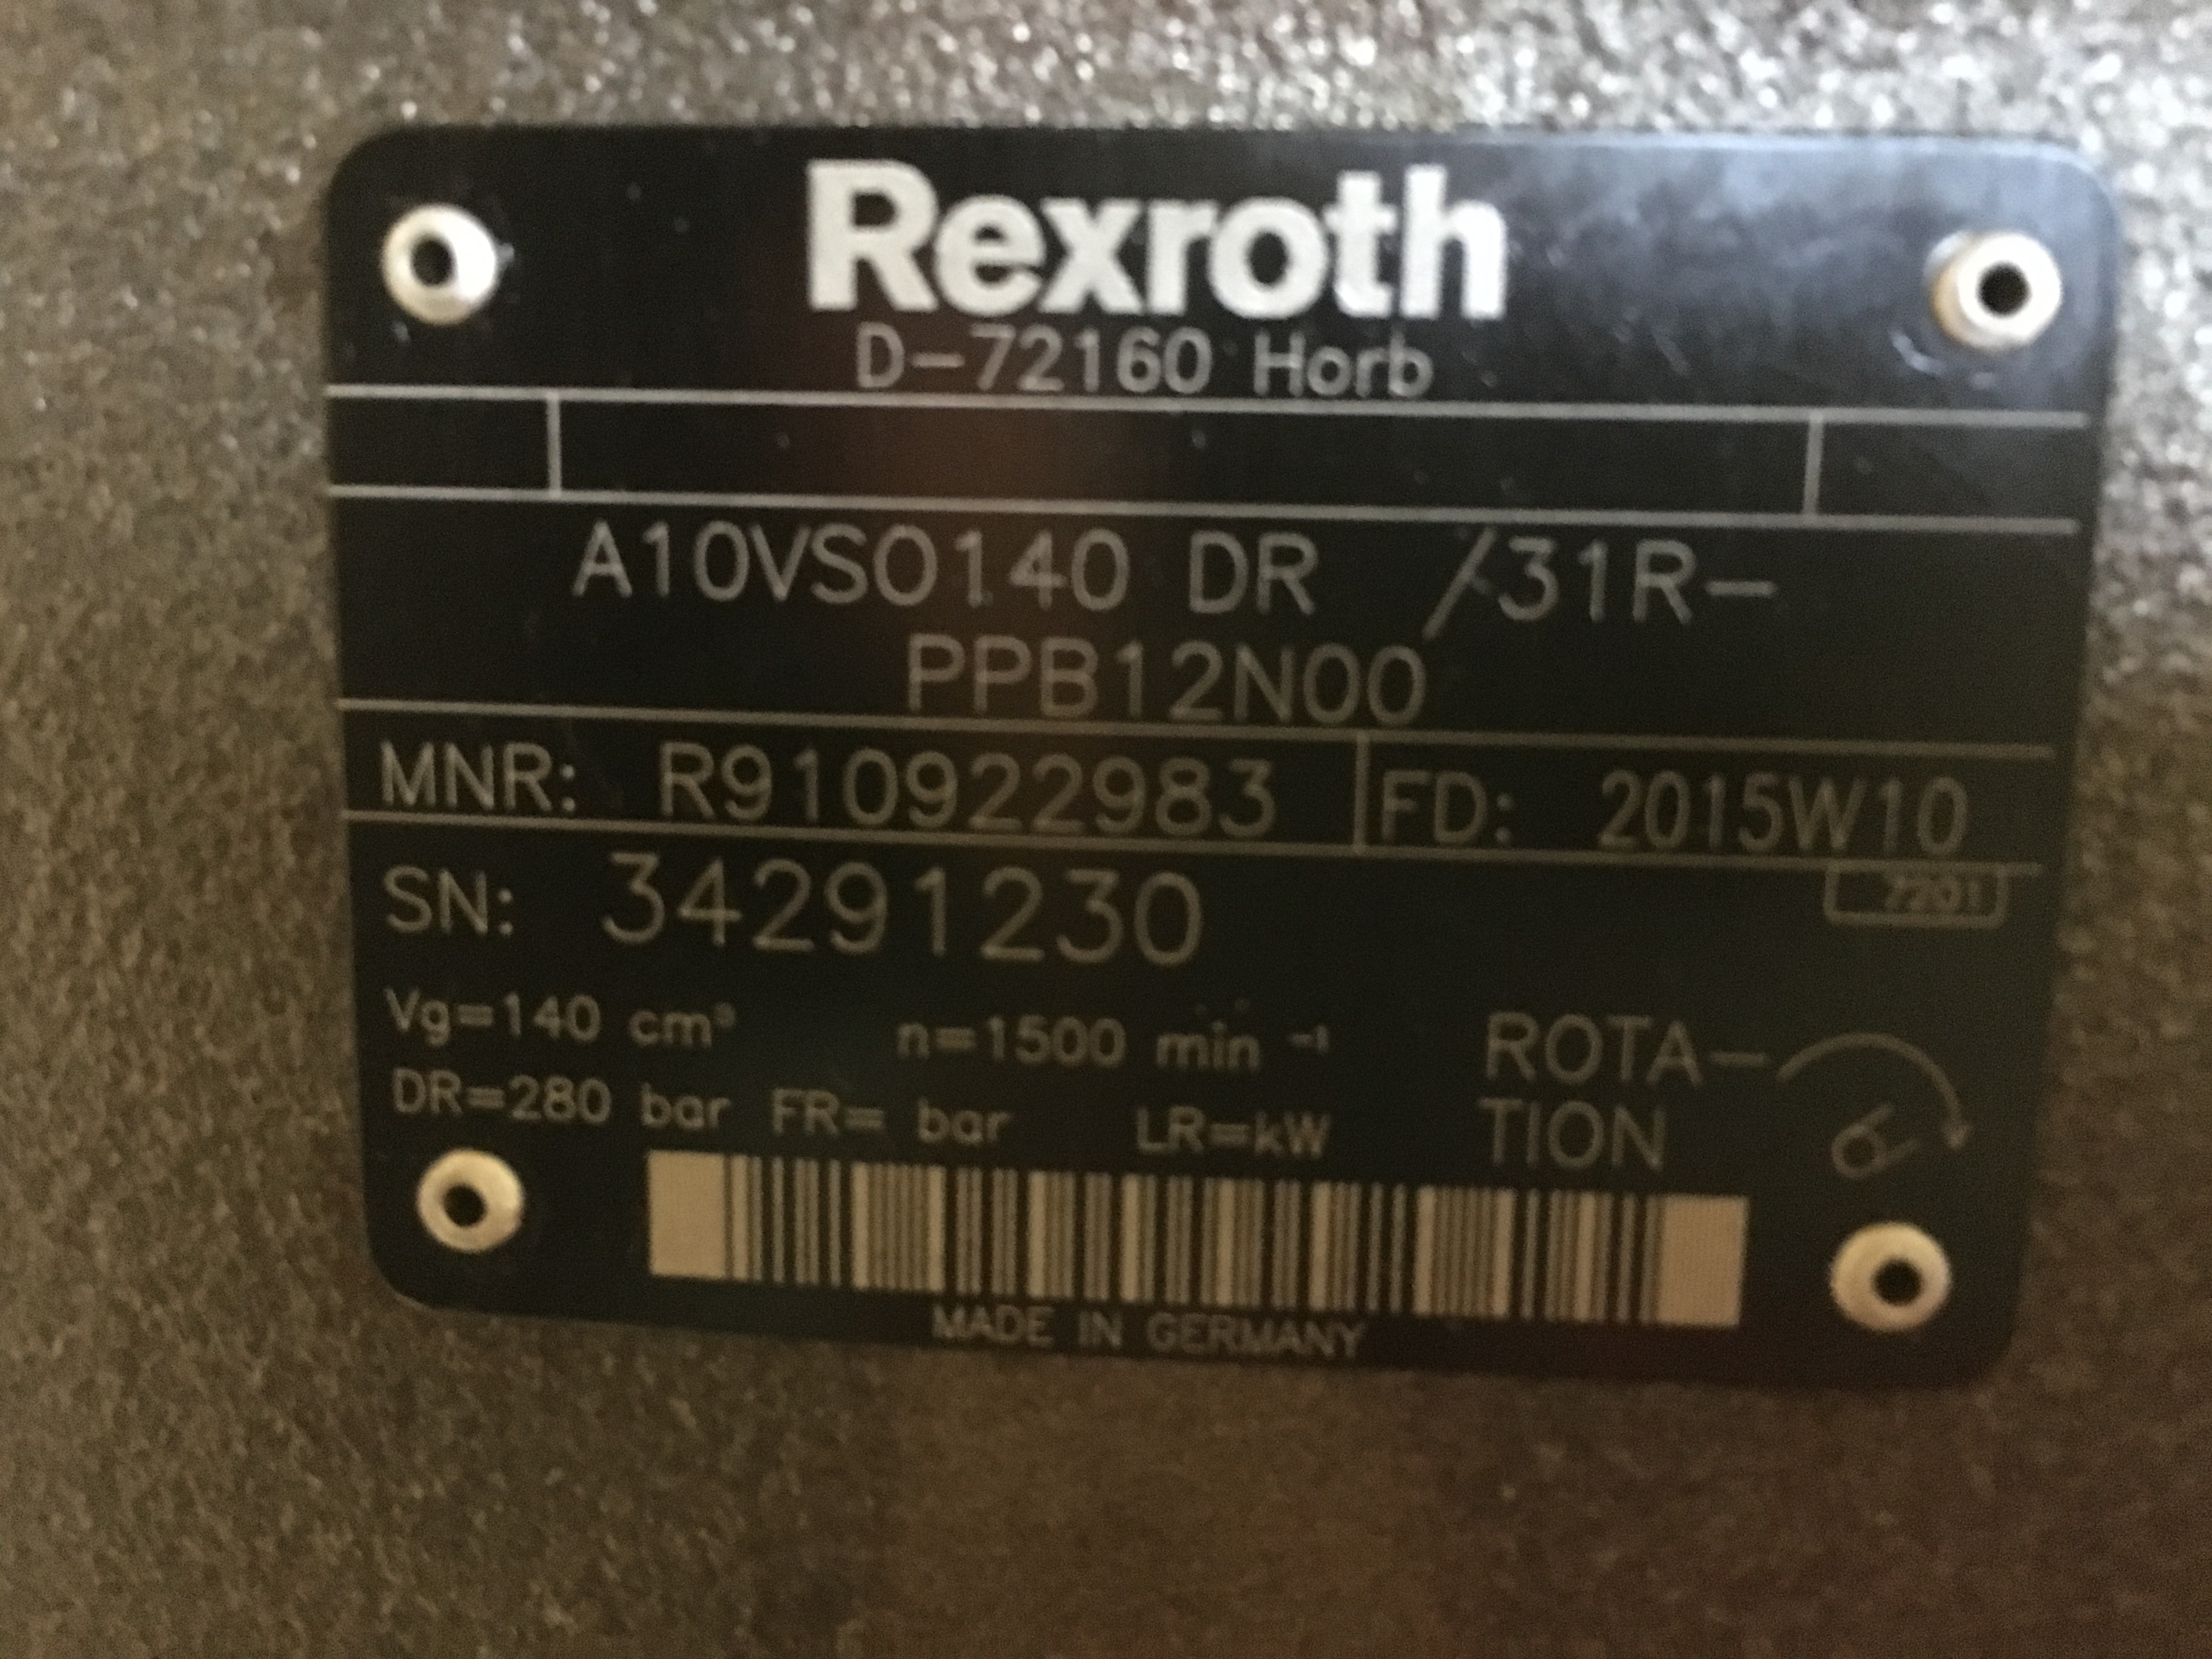 Rexroth
D-72160 Horb
A10VSO140 DR /31R-
PPB12N00
MNR: R910922983 FD: 2015W10
SN: 34291230
7201
Vg=140 cm³ n=1500 min ⁻¹
ROTA-
TION
DR=280 bar FR= bar LR=kW
MADE IN GERMANY